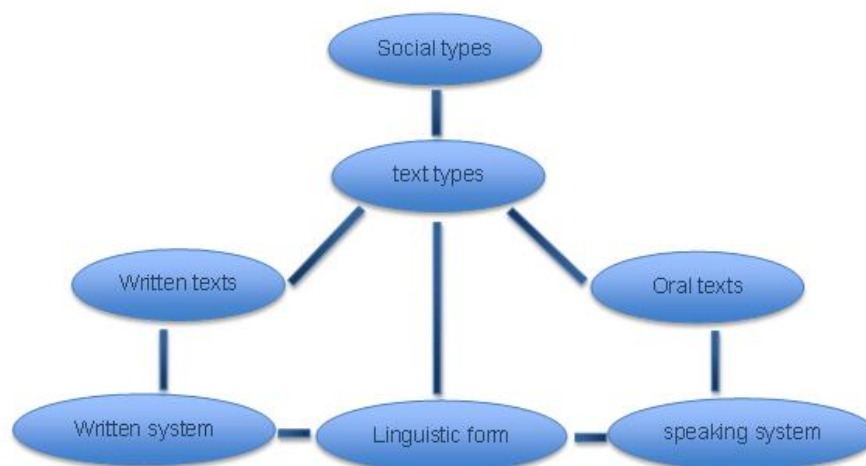 Social types
text types
Written texts
Oral texts
Written system
Linguistic form
speaking system